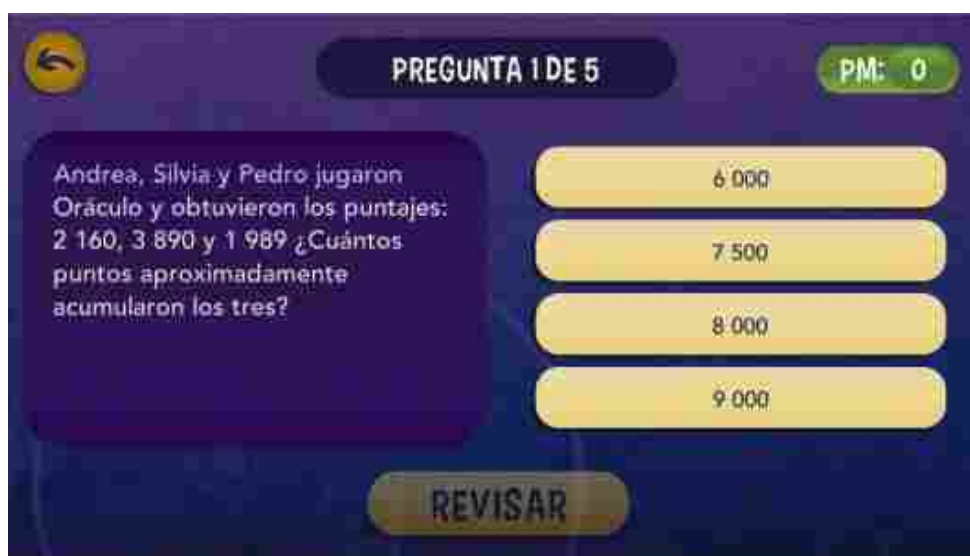 PREGUNTA 1 DE 5
PM: 0
Andrea, Silvia y Pedro jugaron
Oráculo y obtuvieron los puntajes:
2 160, 3 890 y 1 989 ¿Cuántos
puntos aproximadamente
acumularon los tres?
6 000
7 500
8 000
9 000
REVISAR